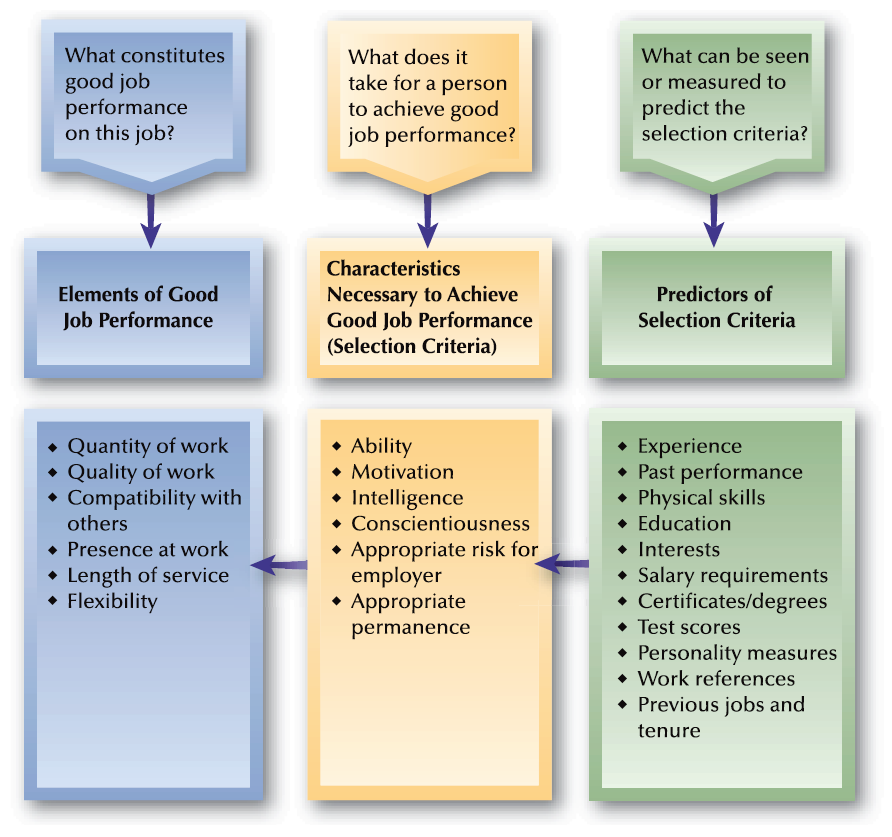 What constitutes
good job
performance
on this job?
What does it
take for a person
to achieve good
job performance?
What can be seen
or measured to
predict the
selection criteria?
Elements of Good
Job Performance
Characteristics
Necessary to Achieve
Good Job Performance
(Selection Criteria)
Predictors of
Selection Criteria
◆ Quantity of work
◆ Quality of work
◆ Compatibility with
others
◆ Presence at work
◆ Length of service
◆ Flexibility
◆ Ability
◆ Motivation
◆ Intelligence
◆ Conscientiousness
◆ Appropriate risk for
employer
◆ Appropriate
permanence
◆ Experience
◆ Past performance
◆ Physical skills
◆ Education
◆ Interests
◆ Salary requirements
◆ Certificates/degrees
◆ Test scores
◆ Personality measures
◆ Work references
◆ Previous jobs and
tenure